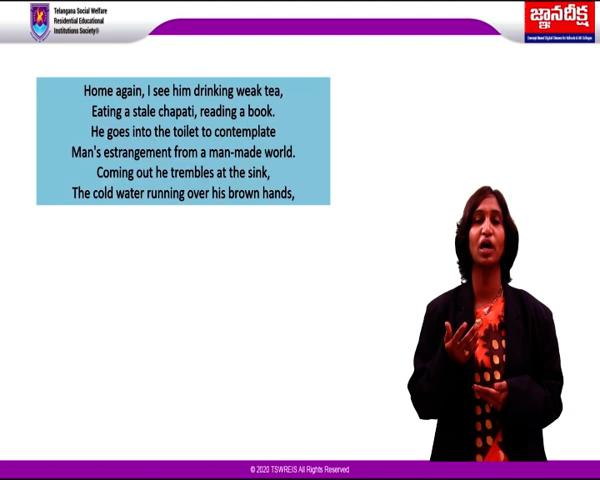 Telangana Social Welfare
Residential Educational
Institutions Society®
జ్ఞానదీక్ష
Home again, I see him drinking weak tea,
Eating a stale chapati, reading a book.
He goes into the toilet to contemplate
Man's estrangement from a man-made world.
Coming out he trembles at the sink,
The cold water running over his brown hands,
© 2020 TSWREIS All Rights Reserved